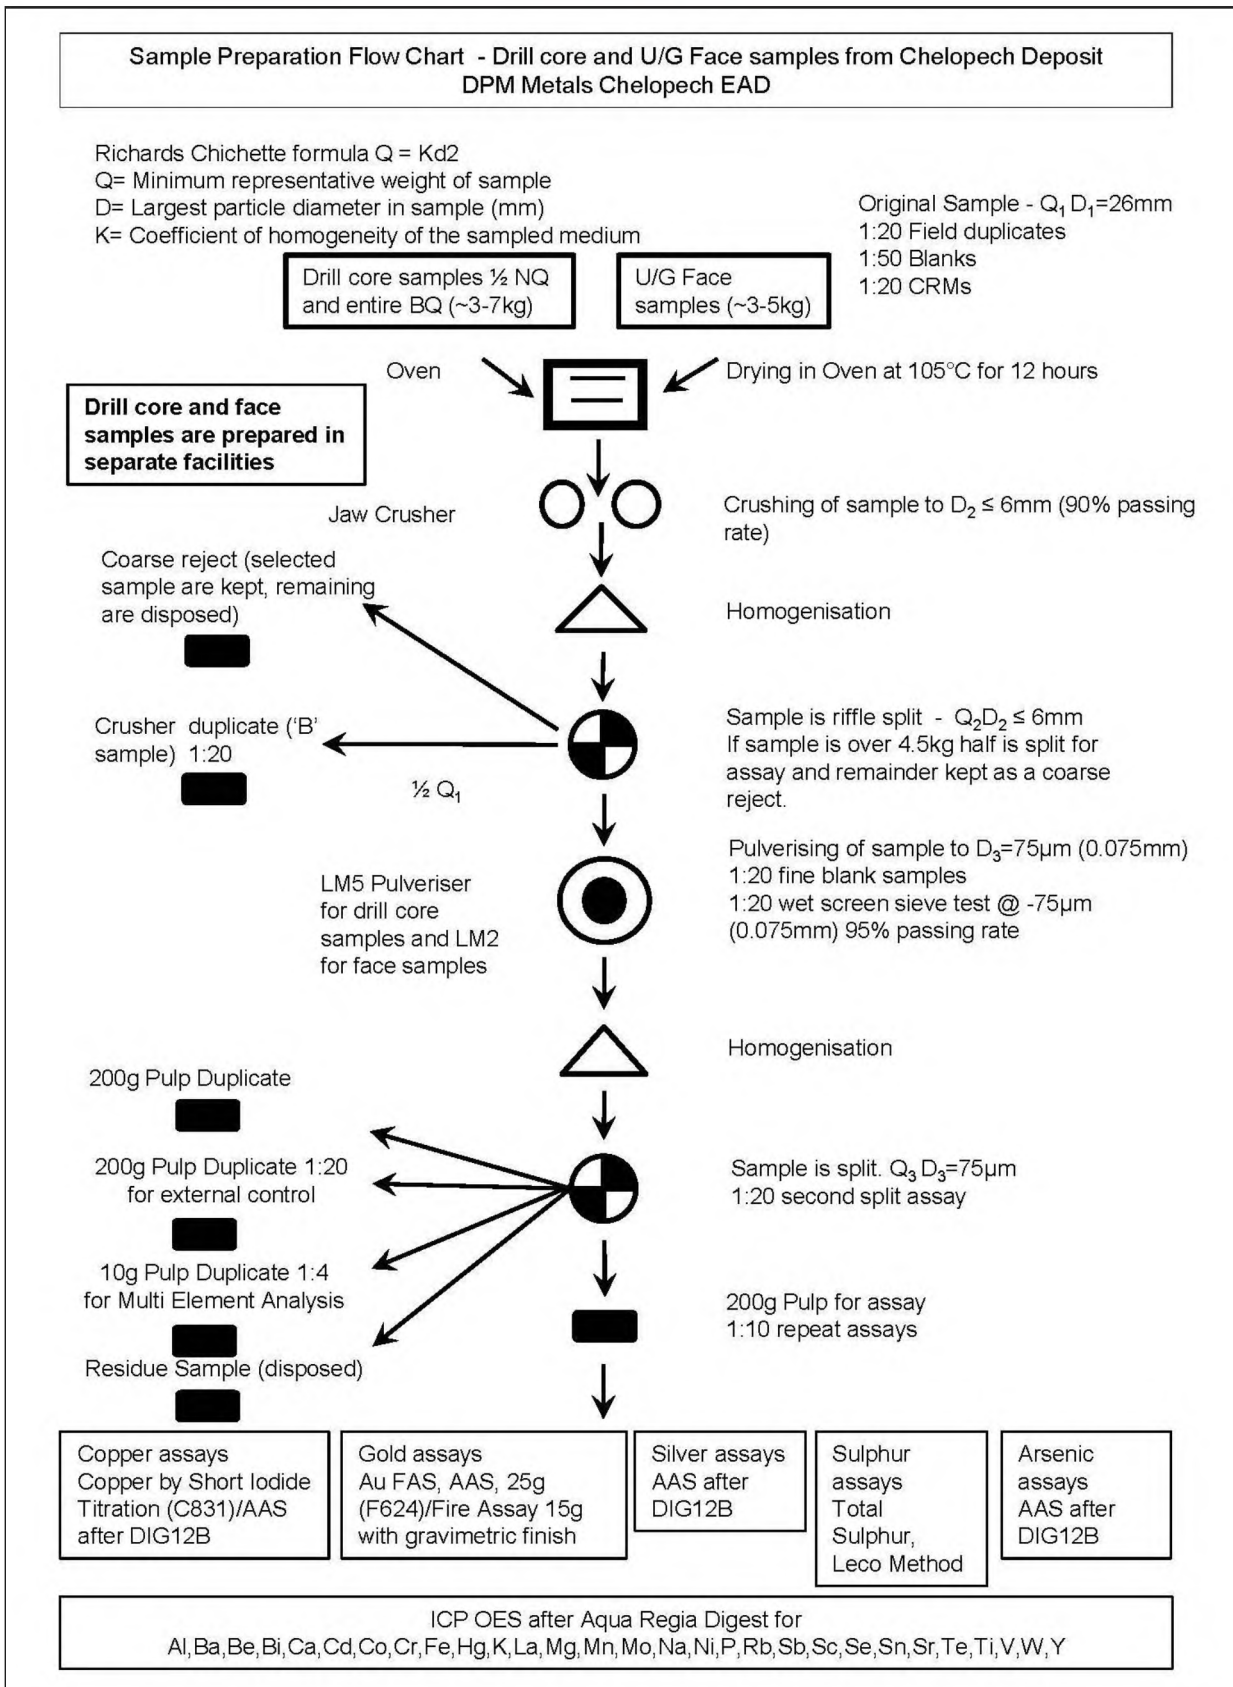 Sample Preparation Flow Chart - Drill core and U/G Face samples from Chelopech Deposit
DPM Metals Chelopech EAD
Richards Chichette formula Q = Kd2
Q= Minimum representative weight of sample
D= Largest particle diameter in sample (mm)
K= Coefficient of homogeneity of the sampled medium
Original Sample - Q₁ D₁=26mm
1:20 Field duplicates
1:50 Blanks
1:20 CRMs
Drill core samples ½ NQ
and entire BQ (~3-7kg)
U/G Face
samples (~3-5kg)
Oven
Drying in Oven at 105°C for 12 hours
Drill core and face
samples are prepared in
separate facilities
Jaw Crusher
Crushing of sample to D₂ ≤ 6mm (90% passing
rate)
Coarse reject (selected
sample are kept, remaining
are disposed)
Homogenisation
Crusher duplicate ('B'
sample) 1:20
½ Q₁
Sample is riffle split - Q₂D₂ ≤ 6mm
If sample is over 4.5kg half is split for
assay and remainder kept as a coarse
reject.
LM5 Pulveriser
for drill core
samples and LM2
for face samples
Pulverising of sample to D₃=75µm (0.075mm)
1:20 fine blank samples
1:20 wet screen sieve test @ -75µm
(0.075mm) 95% passing rate
Homogenisation
200g Pulp Duplicate
200g Pulp Duplicate 1:20
for external control
10g Pulp Duplicate 1:4
for Multi Element Analysis
Residue Sample (disposed)
Sample is split. Q₃ D₃=75µm
1:20 second split assay
200g Pulp for assay
1:10 repeat assays
Copper assays
Copper by Short Iodide
Titration (C831)/AAS
after DIG12B
Gold assays
Au FAS, AAS, 25g
(F624)/Fire Assay 15g
with gravimetric finish
Silver assays
AAS after
DIG12B
Sulphur
assays
Total
Sulphur,
Leco Method
Arsenic
assays
AAS after
DIG12B
ICP OES after Aqua Regia Digest for
Al,Ba,Be,Bi,Ca,Cd,Co,Cr,Fe,Hg,K,La,Mg,Mn,Mo,Na,Ni,P,Rb,Sb,Sc,Se,Sn,Sr,Te,Ti,V,W,Y